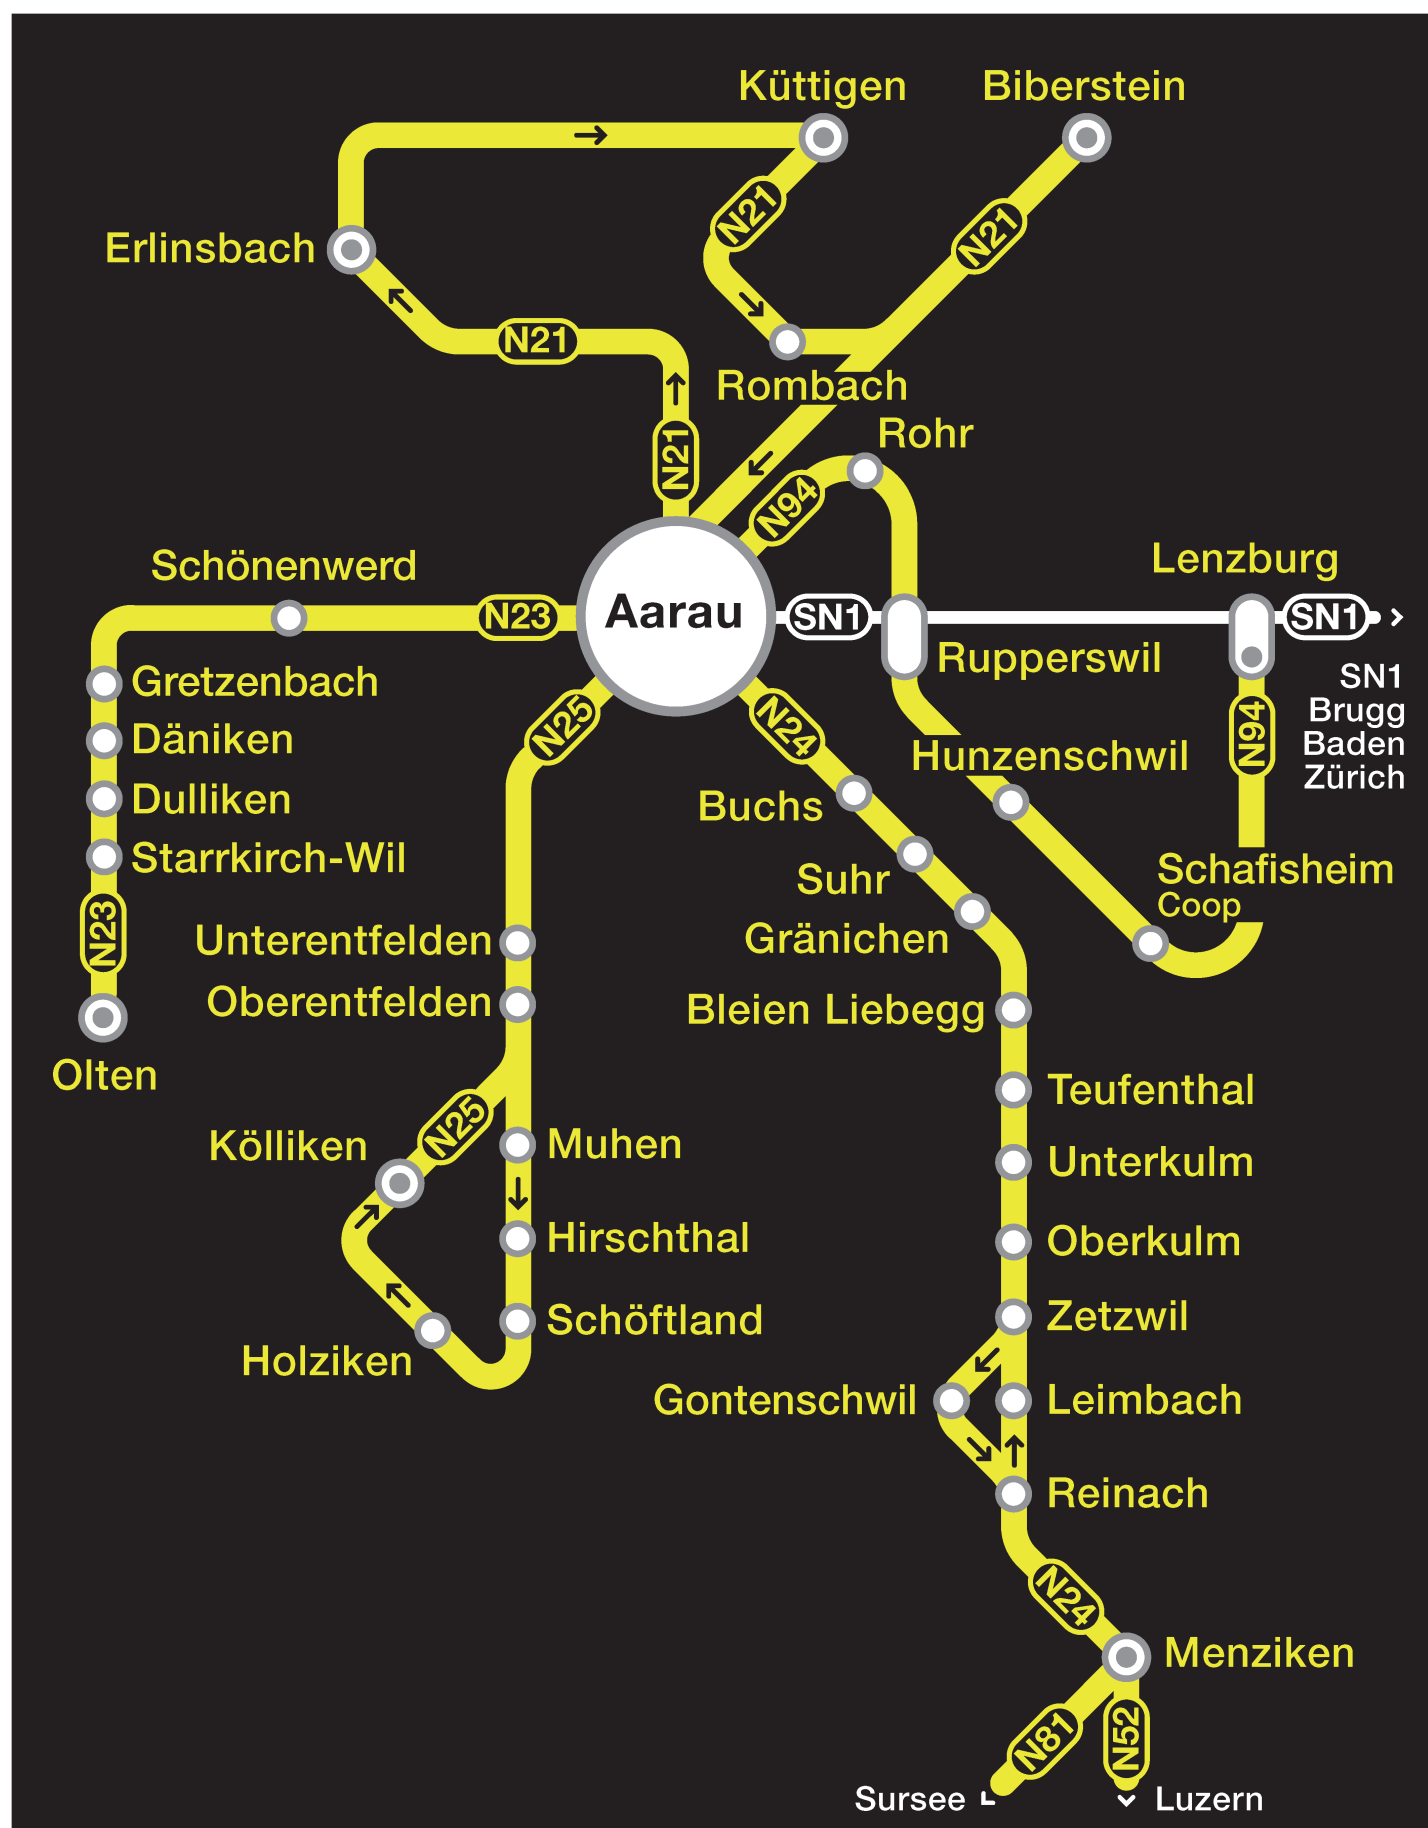 Küttigen
Biberstein
N21
N21
Erlinsbach
N21
Rombach
Rohr
N21
N94
Schönenwerd
Lenzburg
N23
Aarau
SN1
SN1
Rupperswil
SN1
Brugg
Baden
Zürich
Gretzenbach
N25
N24
N94
Däniken
Hunzenschwil
Dulliken
Buchs
Starrkirch-Wil
Suhr
Schafisheim
Coop
N23
Unterentfelden
Gränichen
Oberentfelden
Bleien Liebegg
Olten
Teufenthal
N25
Kölliken
Muhen
Unterkulm
Hirschthal
Oberkulm
Schöftland
Zetzwil
Holziken
Gontenschwil
Leimbach
Reinach
N24
Menziken
N81
N52
Sursee
Luzern